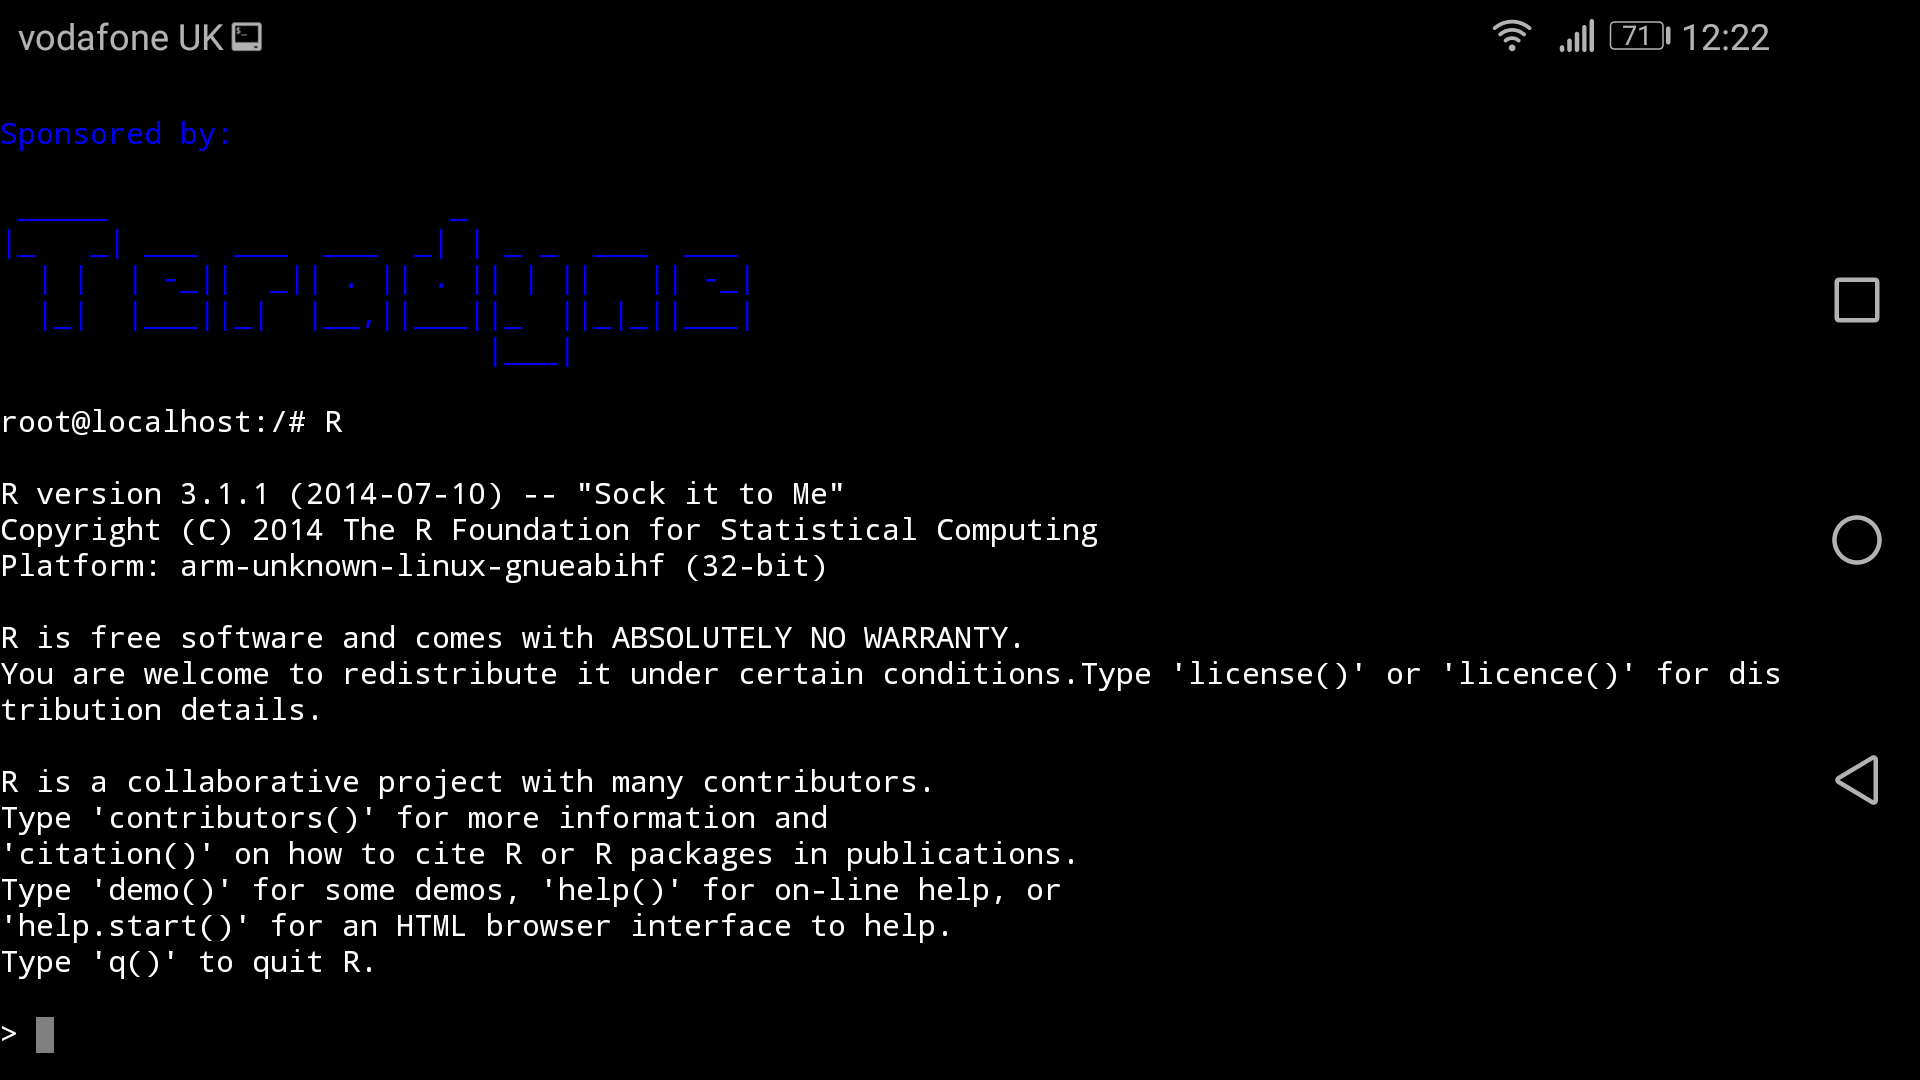 vodafone UK 71 12:22
Sponsored by:
Teradyne
root@localhost:/# R
R version 3.1.1 (2014-07-10) -- "Sock it to Me"
Copyright (C) 2014 The R Foundation for Statistical Computing
Platform: arm-unknown-linux-gnueabihf (32-bit)
R is free software and comes with ABSOLUTELY NO WARRANTY.
You are welcome to redistribute it under certain conditions.Type 'license()' or 'licence()' for dis
tribution details.
R is a collaborative project with many contributors.
Type 'contributors()' for more information and
'citation()' on how to cite R or R packages in publications.
Type 'demo()' for some demos, 'help()' for on-line help, or
'help.start()' for an HTML browser interface to help.
Type 'q()' to quit R.
>